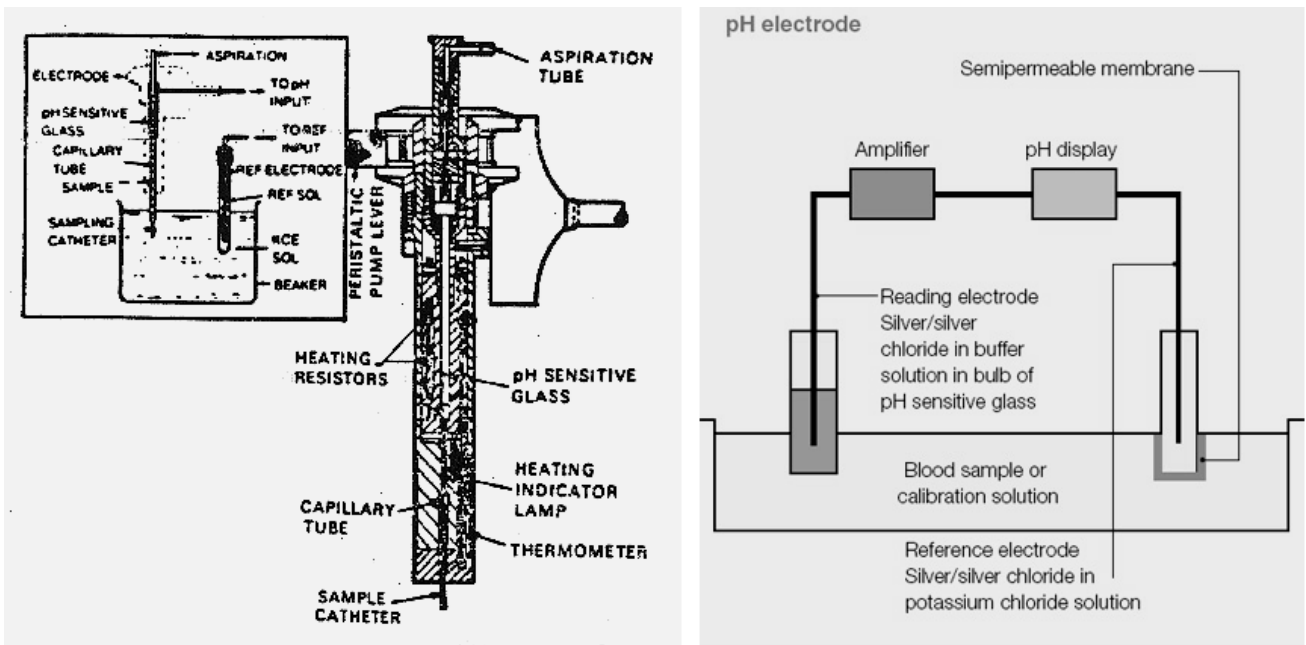 ASPIRATION
ELECTRODE
TO pH
INPUT
pH SENSITIVE
GLASS
TO REF
INPUT
CAPILLARY
TUBE
REF ELECTRODE
SAMPLE
REF SOL
SAMPLING
CATHETER
SOL
BEAKER
PERISTALTIC
PUMP LEVER
ASPIRATION
TUBE
HEATING
RESISTORS
pH SENSITIVE
GLASS
HEATING
INDICATOR
LAMP
CAPILLARY
TUBE
THERMOMETER
SAMPLE
CATHETER
pH electrode
Semipermeable membrane
Amplifier
pH display
Reading electrode
Silver/silver
chloride in buffer
solution in bulb of
pH sensitive glass
Blood sample or
calibration solution
Reference electrode
Silver/silver chloride in
potassium chloride solution